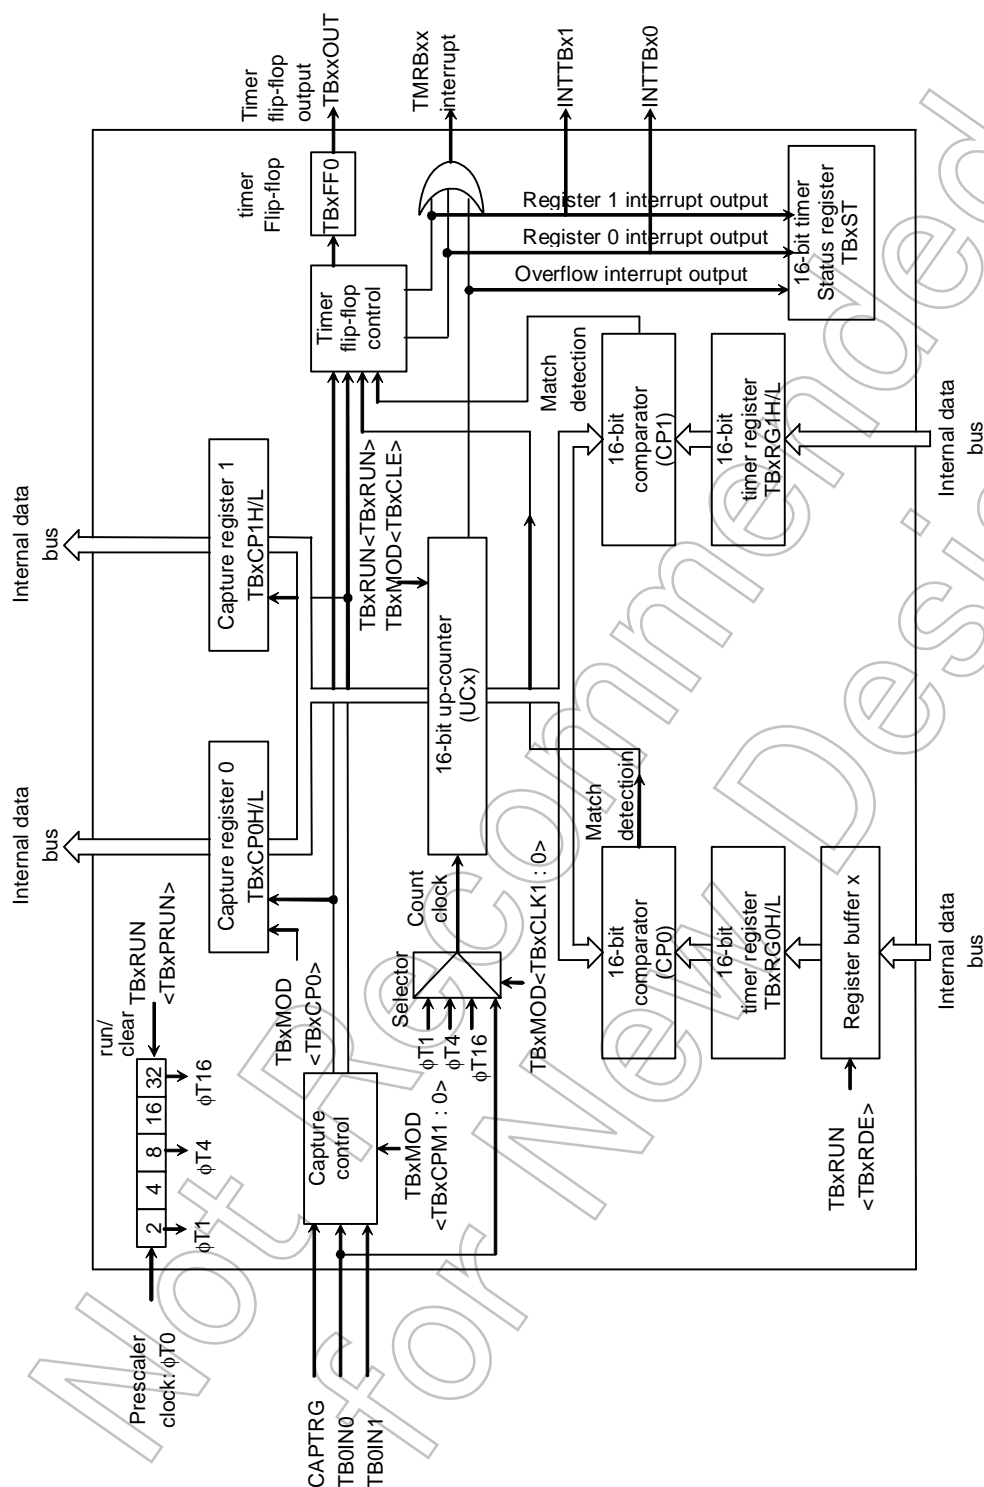 Prescaler
clock: ϕT0
2
4
8
16
32
run/
clear
TBxRUN
<TBxPRUN>
ϕT1
ϕT4
ϕT16
Internal data
bus
Internal data
bus
Capture register 0
TBxCP0H/L
Capture register 1
TBxCP1H/L
timer
Flip-flop
TBxFF0
Timer
flip-flop
output
TBxxOUT
TBxMOD
<TBxCP0>
CAPTRG
TB0IN0
TB0IN1
Capture
control
TBxMOD
<TBxCPM1 : 0>
TBxRUN<TBxRUN>
TBxMOD<TBxCLE>
Timer
flip-flop
control
TMRBxx
interrupt
Selector
ϕT1
ϕT4
ϕT16
Count
clock
TBxMOD<TBxCLK1 : 0>
16-bit up-counter
(UCx)
Register 1 interrupt output
Register 0 interrupt output
Overflow interrupt output
INTTBx1
INTTBx0
Match
detectioin
Match
detection
16-bit
comparator
(CP0)
16-bit
comparator
(CP1)
16-bit timer
Status register
TBxST
16-bit
timer register
TBxRG0H/L
16-bit
timer register
TBxRG1H/L
TBxRUN
<TBxRDE>
Register buffer x
Internal data
bus
Internal data
bus
Not Recommended
for New Design